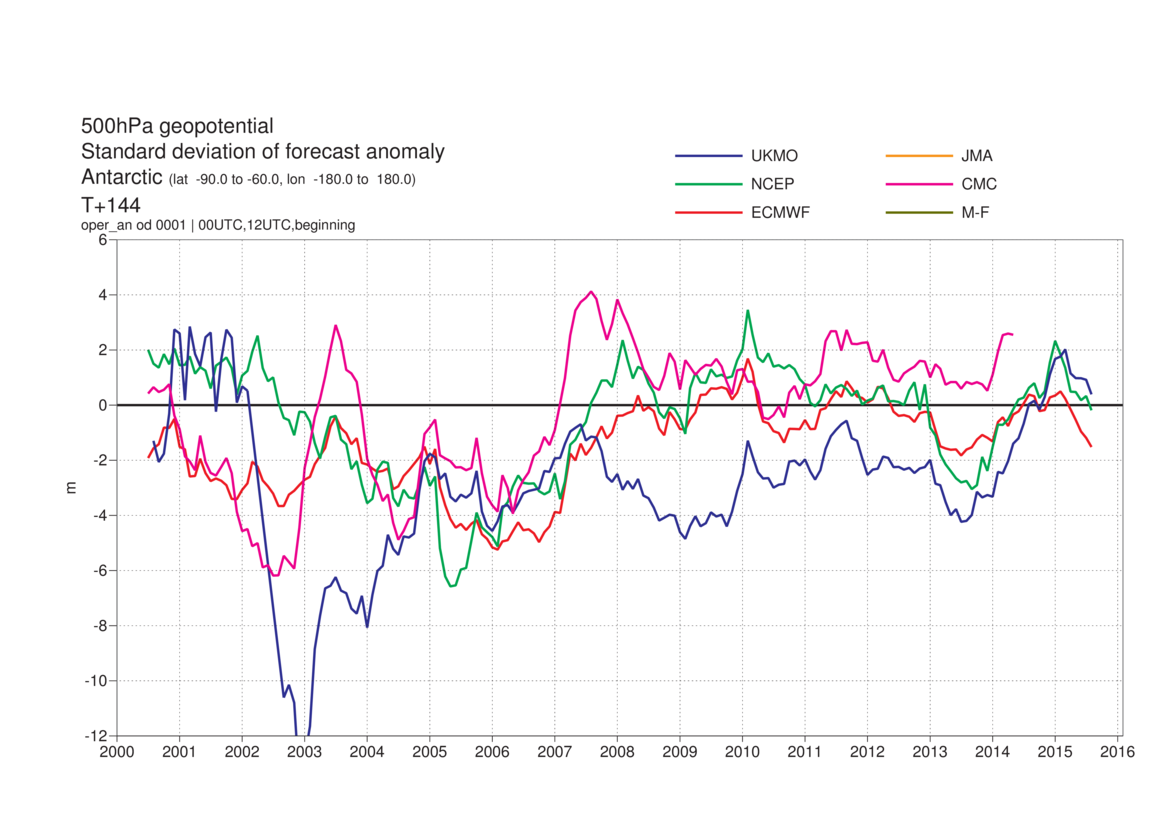 500hPa geopotential
Standard deviation of forecast anomaly
Antarctic (lat -90.0 to -60.0, lon -180.0 to 180.0)
T+144
oper_an od 0001 | 00UTC,12UTC,beginning
UKMO
JMA
NCEP
CMC
ECMWF
M-F
6
4
2
0
-2
-4
-6
-8
-10
-12
m
2000 2001 2002 2003 2004 2005 2006 2007 2008 2009 2010 2011 2012 2013 2014 2015 2016